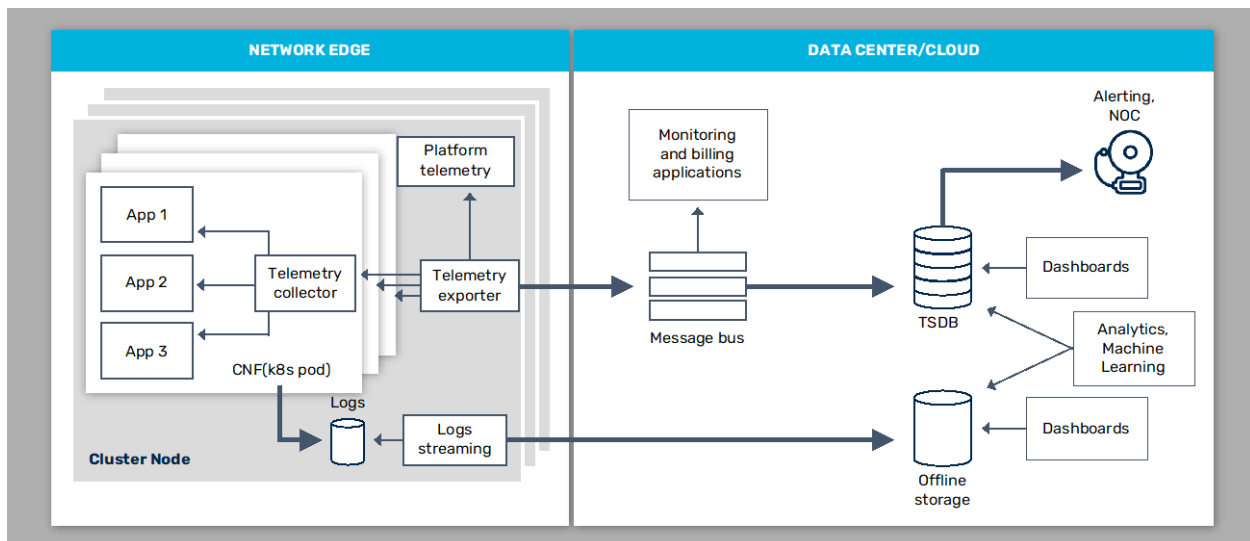 NETWORK EDGE
DATA CENTER/CLOUD
Platform
telemetry
App 1
App 2
App 3
Telemetry
collector
Telemetry
exporter
CNF(k8s pod)
Logs
Logs
streaming
Cluster Node
Monitoring
and billing
applications
Message bus
Alerting,
NOC
TSDB
Dashboards
Analytics,
Machine
Learning
Dashboards
Offline
storage